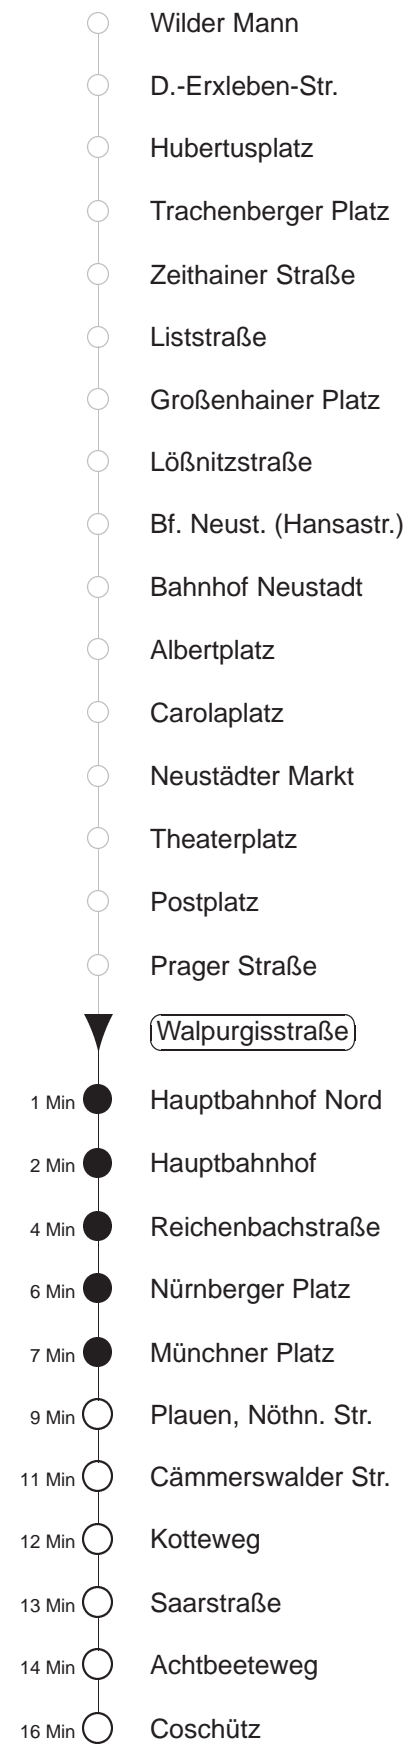 Wilder Mann
D.-Erxleben-Str.
Hubertusplatz
Trachenberger Platz
Zeithainer Straße
Liststraße
Großenhainer Platz
Lößnitzstraße
Bf. Neust. (Hansastr.)
Bahnhof Neustadt
Albertplatz
Carolaplatz
Neustädter Markt
Theaterplatz
Postplatz
Prager Straße
Walpurgisstraße
1 Min Hauptbahnhof Nord
2 Min Hauptbahnhof
4 Min Reichenbachstraße
6 Min Nürnberger Platz
7 Min Münchner Platz
9 Min Plauen, Nöthn. Str.
11 Min Cämmerswalder Str.
12 Min Kotteweg
13 Min Saarstraße
14 Min Achtbeeteweg
16 Min Coschütz